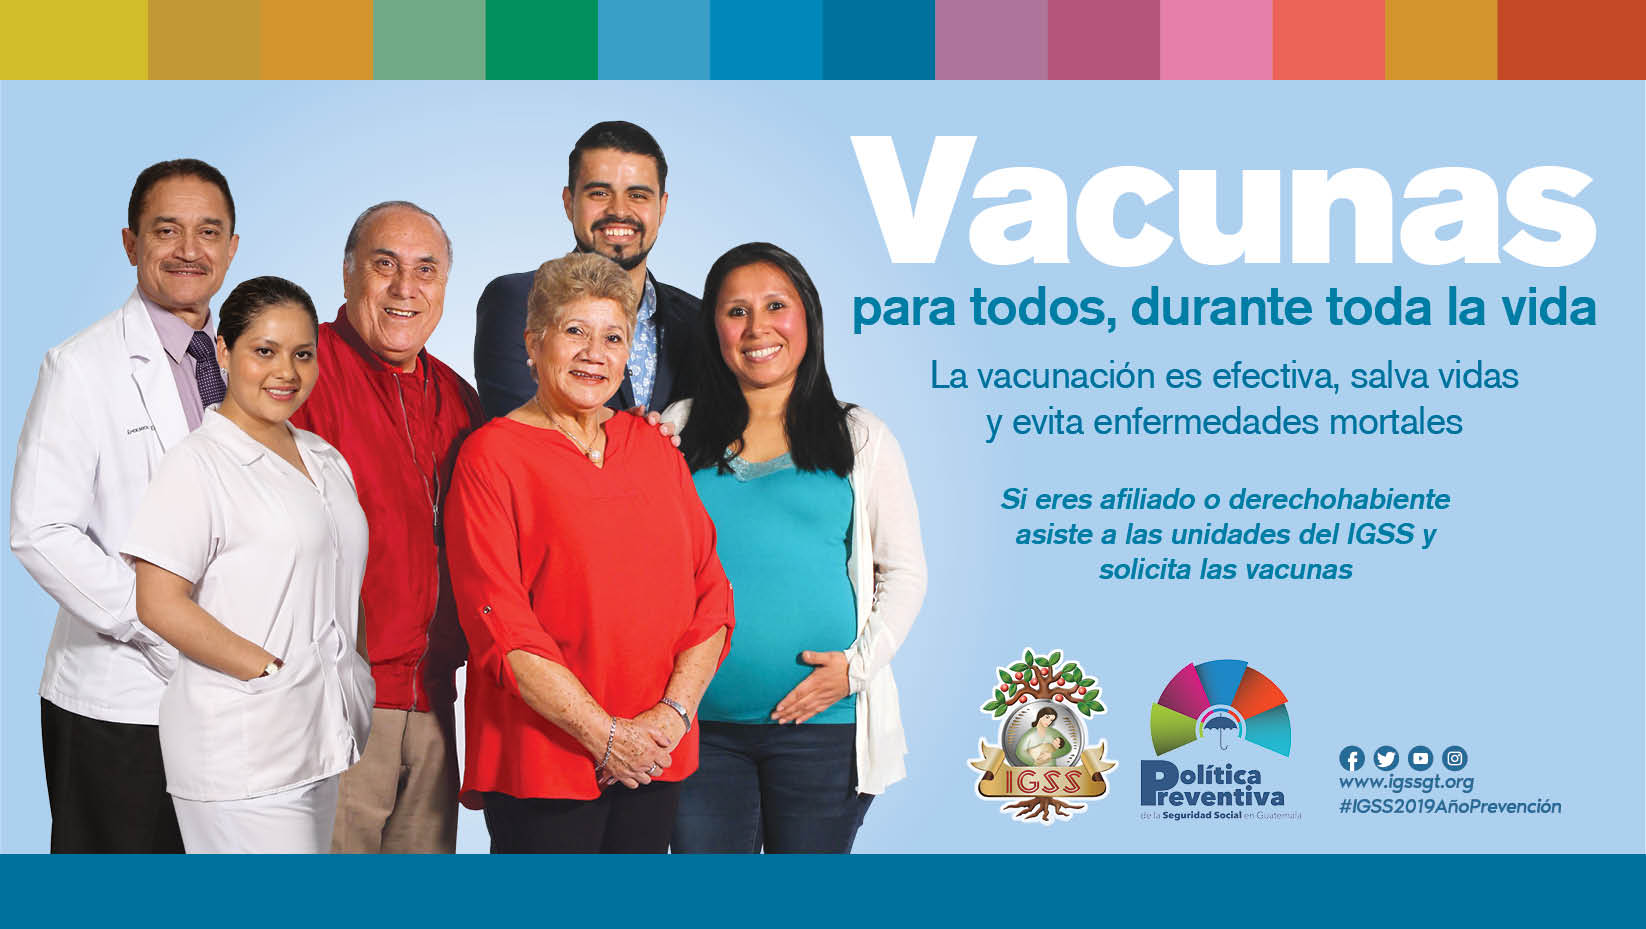 Vacunas
para todos, durante toda la vida
La vacunación es efectiva, salva vidas
y evita enfermedades mortales
Si eres afiliado o derechohabiente
asiste a las unidades del IGSS y
solicita las vacunas
IGSS
Política
Preventiva
de la Seguridad Social en Guatemala
www.igssgt.org
#IGSS2019AñoPrevención